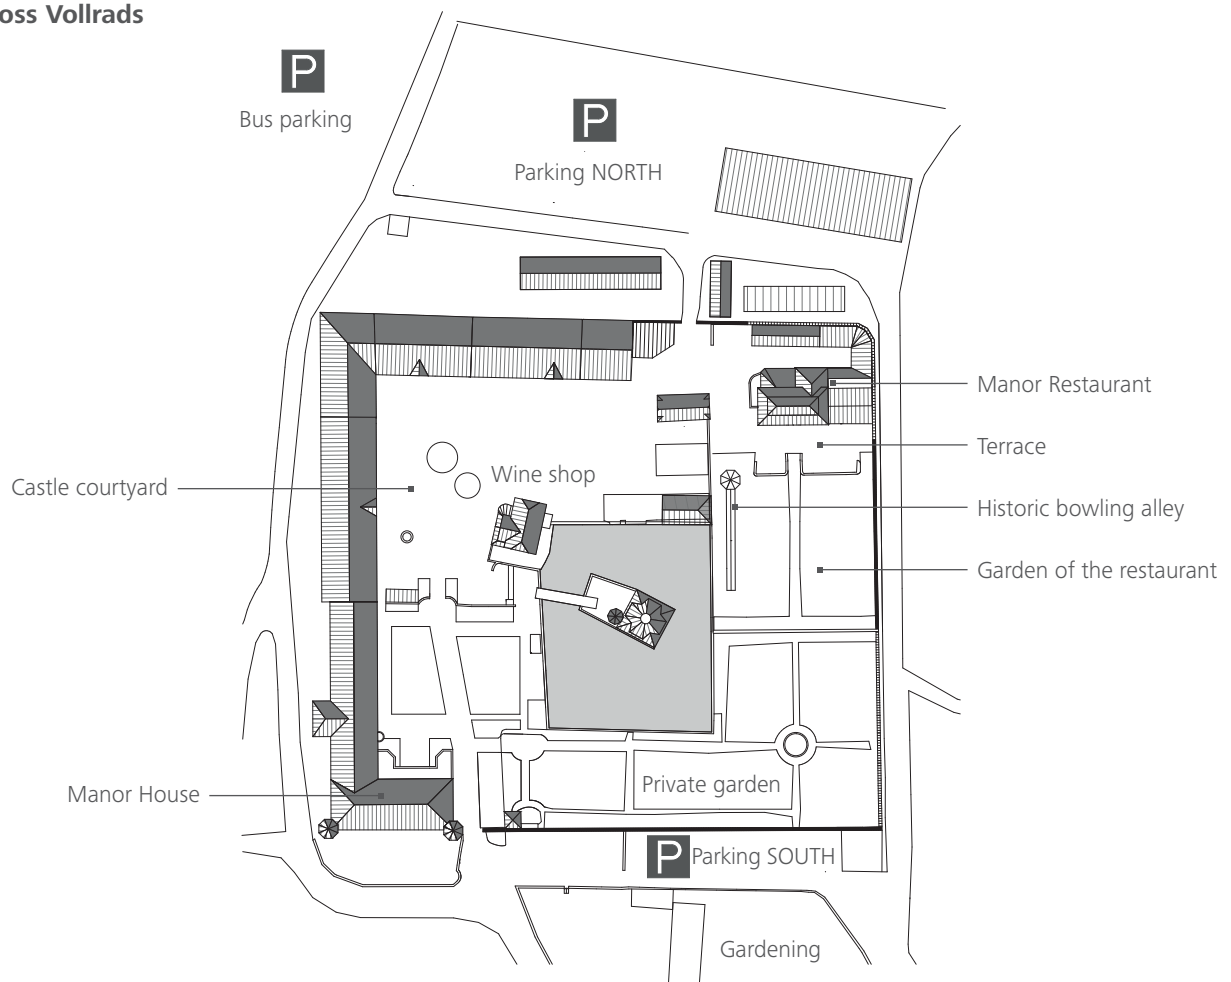 oss Vollrads
P
Bus parking
P
Parking NORTH
Manor Restaurant
Terrace
Wine shop
Castle courtyard
Historic bowling alley
Garden of the restaurant
Private garden
Manor House
P Parking SOUTH
Gardening